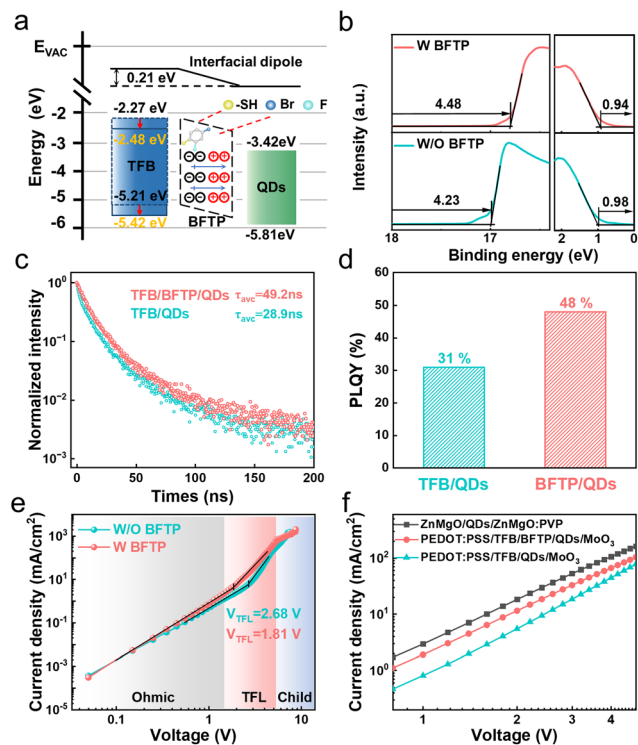 a
E_VAC
Interfacial dipole
0.21 eV
-SH Br F
Energy (eV)
-2
-3
-4
-5
-6
-2.27 eV
-2.48 eV
TFB
-5.21 eV
-5.42 eV
BFTP
-3.42eV
QDs
-5.81eV
b
Intensity (a.u.)
W BFTP
4.48
0.94
W/O BFTP
4.23
0.98
18 17 2 1 0
Binding energy (eV)
c
Normalized intensity
10^0
10^-1
10^-2
10^-3
TFB/BFTP/QDs τ_avc=49.2ns
TFB/QDs τ_avc=28.9ns
0 50 100 150 200
Times (ns)
d
PLQY (%)
60
50
40
30
20
10
0
31 %
48 %
TFB/QDs BFTP/QDs
e
Current density (mA/cm²)
10^3
10^1
10^-1
10^-3
10^-5
W/O BFTP
W BFTP
V_TFL=2.68 V
V_TFL=1.81 V
Ohmic TFL Child
0.1 1 10
Voltage (V)
f
Current density (mA/cm²)
10^2
10^1
10^0
ZnMgO/QDs/ZnMgO:PVP
PEDOT:PSS/TFB/BFTP/QDs/MoO₃
PEDOT:PSS/TFB/QDs/MoO₃
1 2 3 4
Voltage (V)